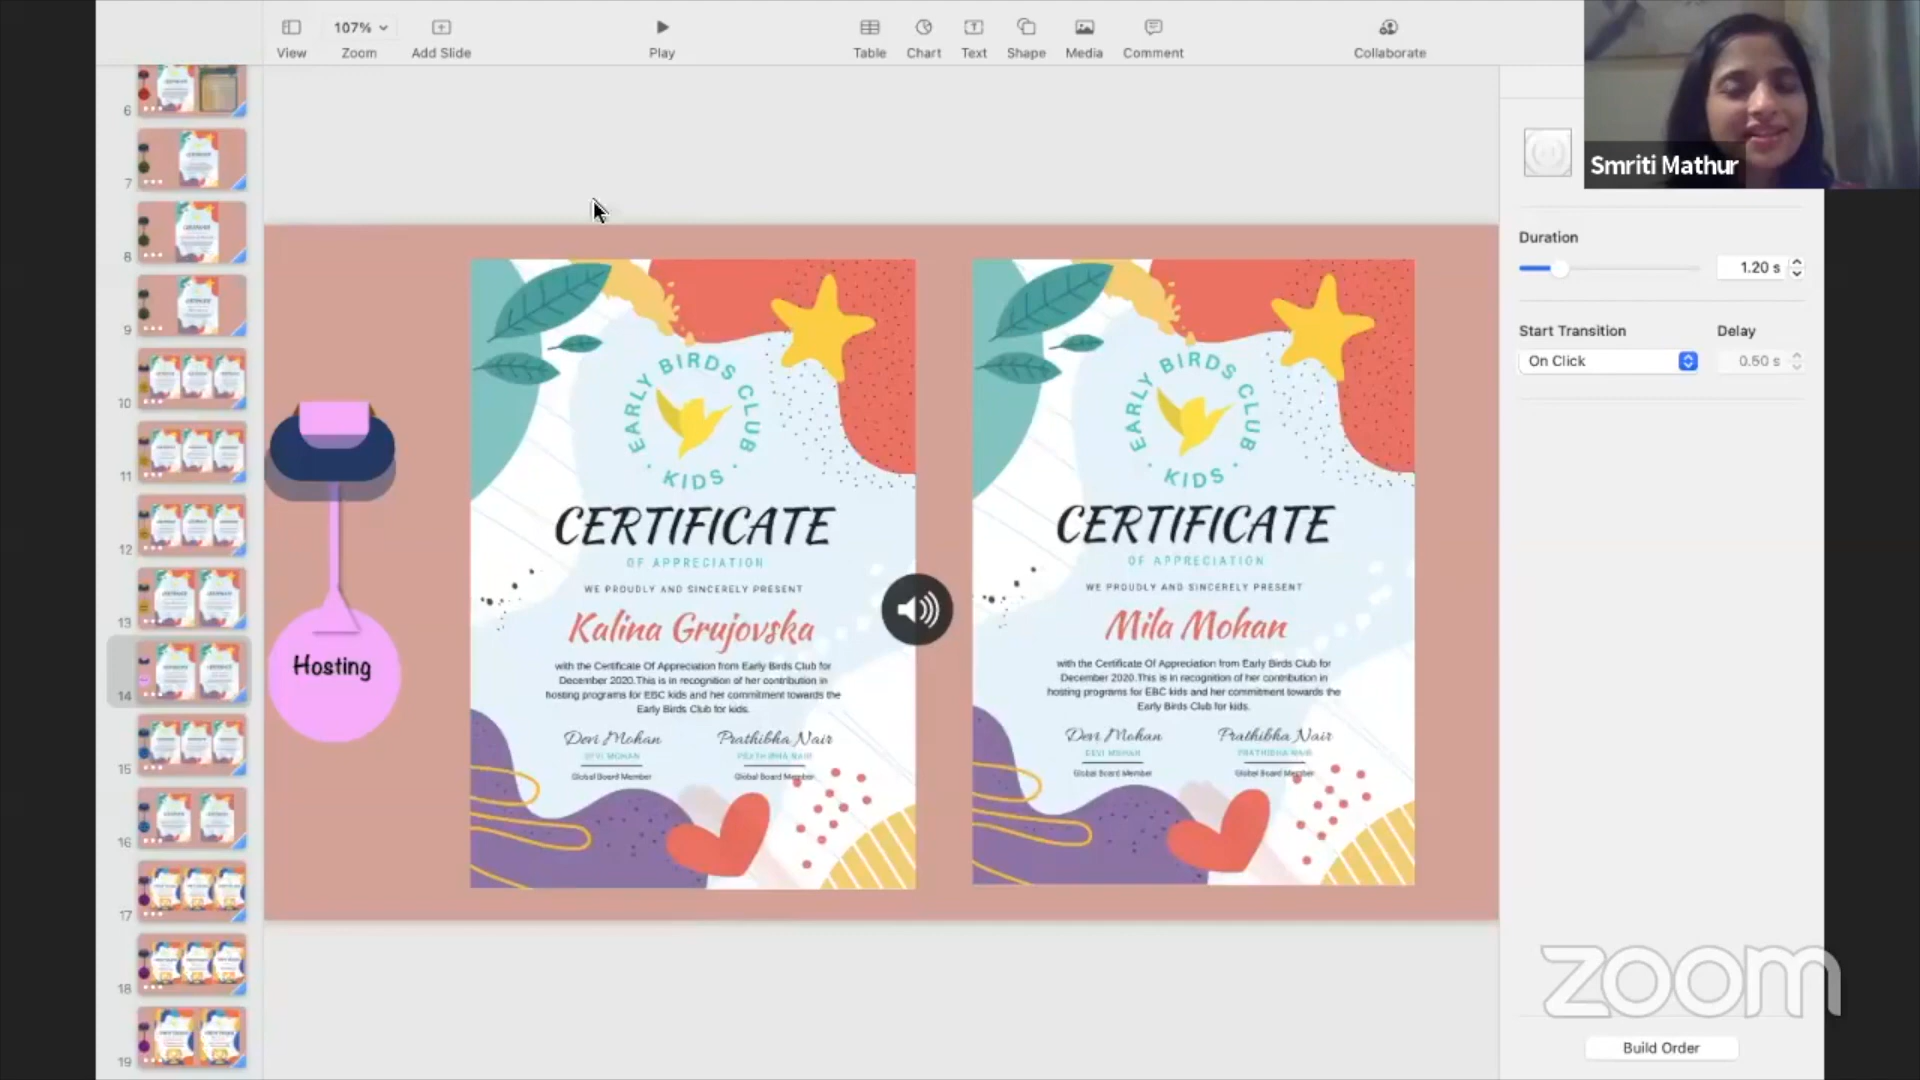 107%
View
Zoom
Add Slide
Play
Table
Chart
Text
Shape
Media
Comment
Collaborate
Smriti Mathur
6
7
8
9
10
11
12
13
14
15
16
17
18
19
Hosting
EARLY BIRDS CLUB
· KIDS ·
CERTIFICATE
OF APPRECIATION
WE PROUDLY AND SINCERELY PRESENT
Kalina Grujovska
with the Certificate Of Appreciation from Early Birds Club for
December 2020.This is in recognition of her contribution in
hosting programs for EBC kids and her commitment towards the
Early Birds Club for kids.
Devi Mohan Prathibha Nair
DEVI MOHAN PRATHIBHA NAIR
Global Board Member Global Board Member
EARLY BIRDS CLUB
· KIDS ·
CERTIFICATE
OF APPRECIATION
WE PROUDLY AND SINCERELY PRESENT
Mila Mohan
with the Certificate Of Appreciation from Early Birds Club for
December 2020.This is in recognition of her contribution in
hosting programs for EBC kids and her commitment towards the
Early Birds Club for kids.
Devi Mohan Prathibha Nair
DEVI MOHAN PRATHIBHA NAIR
Global Board Member Global Board Member
Duration
1.20 s
Start Transition Delay
On Click 0.50 s
zoom
Build Order